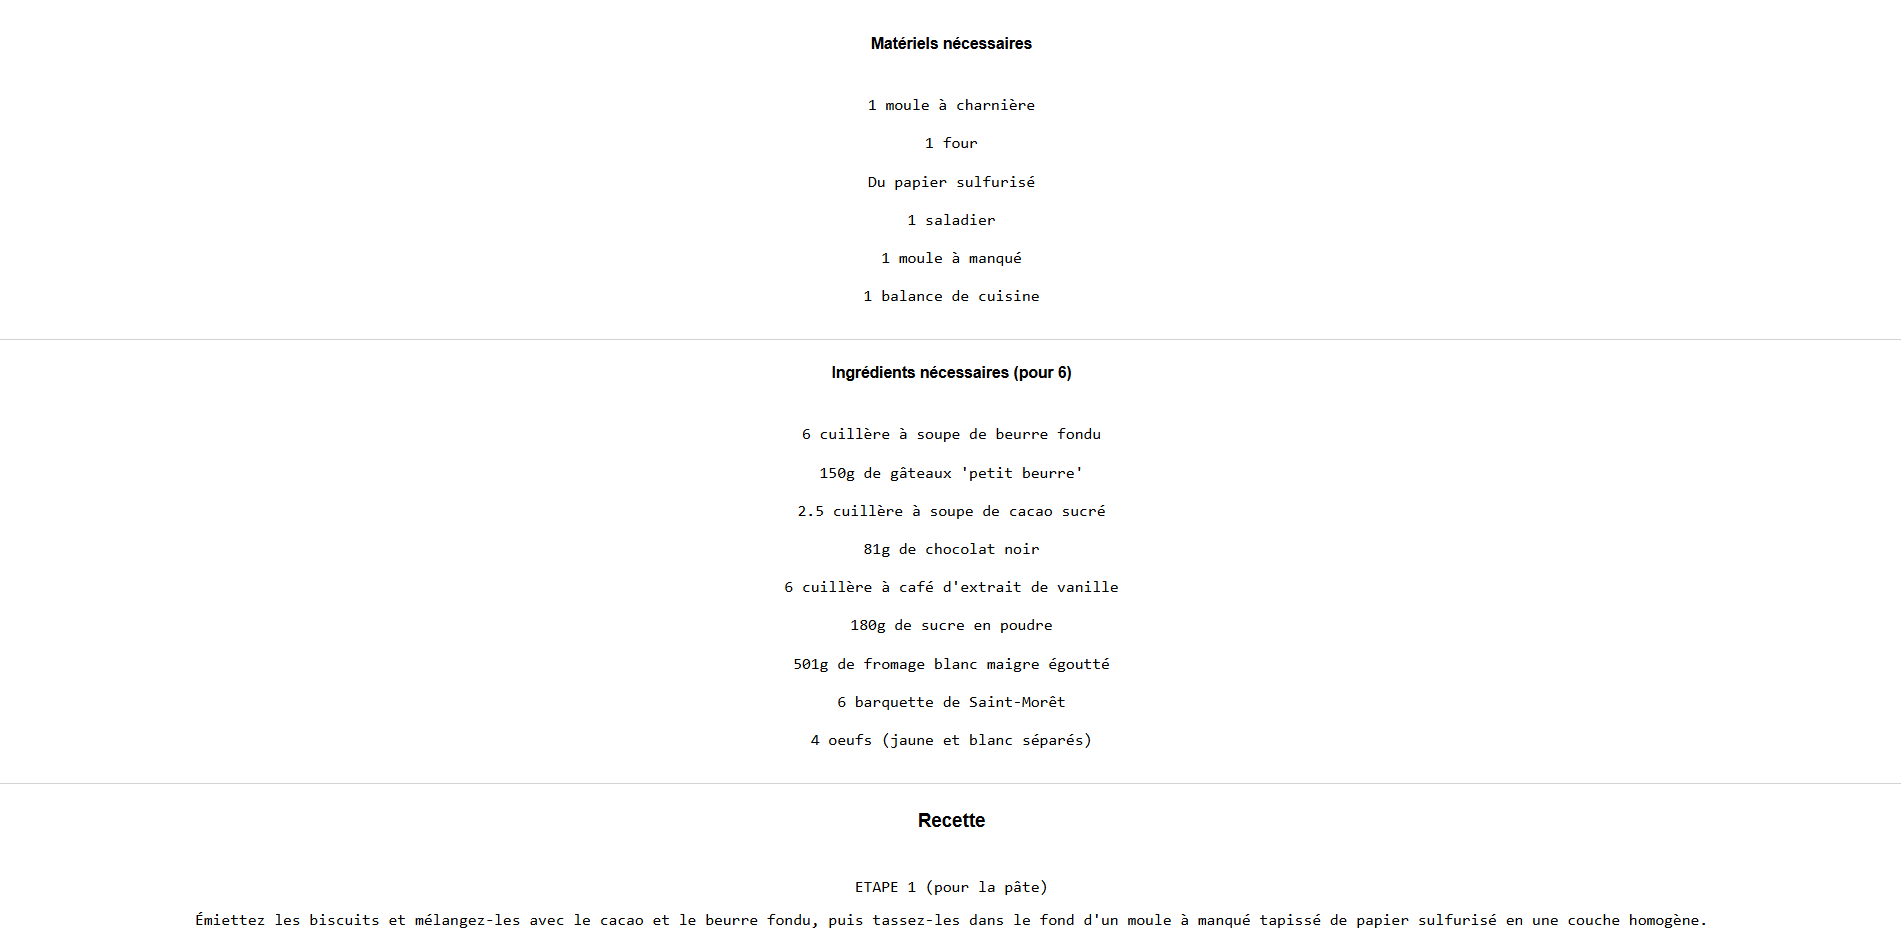 Matériels nécessaires
1 moule à charnière
1 four
Du papier sulfurisé
1 saladier
1 moule à manqué
1 balance de cuisine
Ingrédients nécessaires (pour 6)
6 cuillère à soupe de beurre fondu
150g de gâteaux 'petit beurre'
2.5 cuillère à soupe de cacao sucré
81g de chocolat noir
6 cuillère à café d'extrait de vanille
180g de sucre en poudre
501g de fromage blanc maigre égoutté
6 barquette de Saint-Morêt
4 oeufs (jaune et blanc séparés)
Recette
ETAPE 1 (pour la pâte)
Émiettez les biscuits et mélangez-les avec le cacao et le beurre fondu, puis tassez-les dans le fond d'un moule à manqué tapissé de papier sulfurisé en une couche homogène.